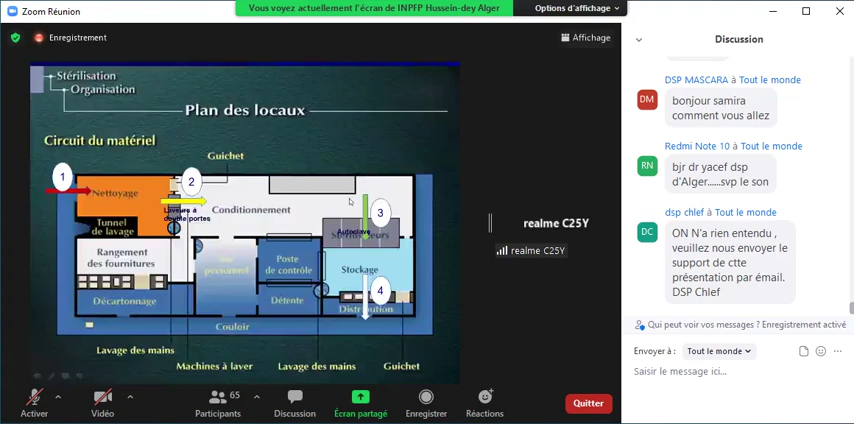 Zoom Réunion
Vous voyez actuellement l'écran de INPFP Hussein-dey Alger
Options d'affichage
Enregistrement
Affichage
Stérilisation
Organisation
Plan des locaux
Circuit du matériel
Guichet
1
Nettoyage
2
Laveurs à
double portes
Conditionnement
3
Autoclave
Tunnel
de lavage
Rangement
des fournitures
personnel
Poste
de contrôle
Stockage
4
Décartonnage
Détente
Distribution
Couloir
Lavage des mains
Machines à laver
Lavage des mains
Guichet
realme C25Y
realme C25Y
Activer
Vidéo
65
Participants
Discussion
Écran partagé
Enregistrer
Réactions
Quitter
Discussion
DSP MASCARA à Tout le monde
DM
bonjour samira
comment vous allez
Redmi Note 10 à Tout le monde
RN
bjr dr yacef dsp
d'Alger......svp le son
dsp chlef à Tout le monde
DC
ON N'a rien entendu ,
veuillez nous envoyer le
support de ctte
présentation par émail.
DSP Chlef
Qui peut voir vos messages ? Enregistrement activé
Envoyer à :
Tout le monde
Saisir le message ici...